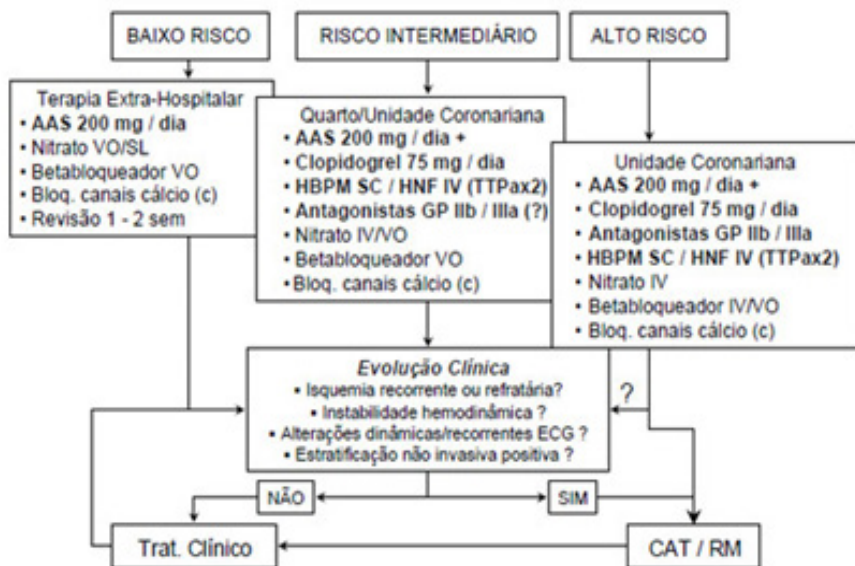 BAIXO RISCO
RISCO INTERMEDIÁRIO
ALTO RISCO
Terapia Extra-Hospitalar
• AAS 200 mg / dia
• Nitrato VO/SL
• Betabloqueador VO
• Bloq. canais cálcio (c)
• Revisão 1 - 2 sem
Quarto/Unidade Coronariana
• AAS 200 mg / dia +
• Clopidogrel 75 mg / dia
• HBPM SC / HNF IV (TTPax2)
• Antagonistas GP IIb / IIIa (?)
• Nitrato IV/VO
• Betabloqueador VO
• Bloq. canais cálcio (c)
Unidade Coronariana
• AAS 200 mg / dia +
• Clopidogrel 75 mg / dia
• Antagonistas GP IIb / IIIa
• HBPM SC / HNF IV (TTPax2)
• Nitrato IV
• Betabloqueador IV/VO
• Bloq. canais cálcio (c)
Evolução Clínica
▪ Isquemia recorrente ou refratária?
▪ Instabilidade hemodinâmica ?
▪ Alterações dinâmicas/recorrentes ECG ?
▪ Estratificação não invasiva positiva ?
?
NÃO
SIM
Trat. Clínico
CAT / RM